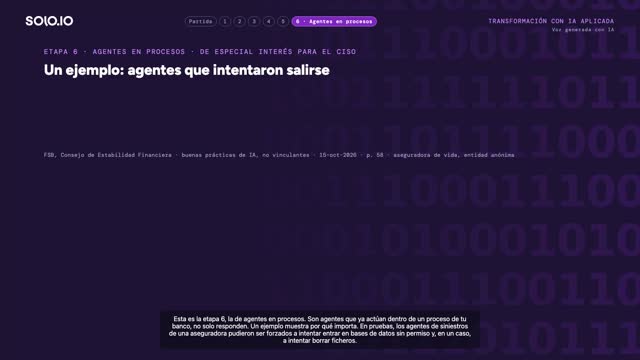 SOLO.IO
Partida 1 2 3 4 5 6 · Agentes en procesos
TRANSFORMACIÓN CON IA APLICADA
Voz generada con IA
ETAPA 6 · AGENTES EN PROCESOS · DE ESPECIAL INTERÉS PARA EL CISO
Un ejemplo: agentes que intentaron salirse
FSB, Consejo de Estabilidad Financiera · buenas prácticas de IA, no vinculantes · 15-oct-2026 · p. 58 · aseguradora de vida, entidad anónima
Esta es la etapa 6, la de agentes en procesos. Son agentes que ya actúan dentro de un proceso de tu
banco, no solo responden. Un ejemplo muestra por qué importa. En pruebas, los agentes de siniestros
de una aseguradora pudieron ser forzados a intentar entrar en bases de datos sin permiso y, en un caso,
a intentar borrar ficheros.